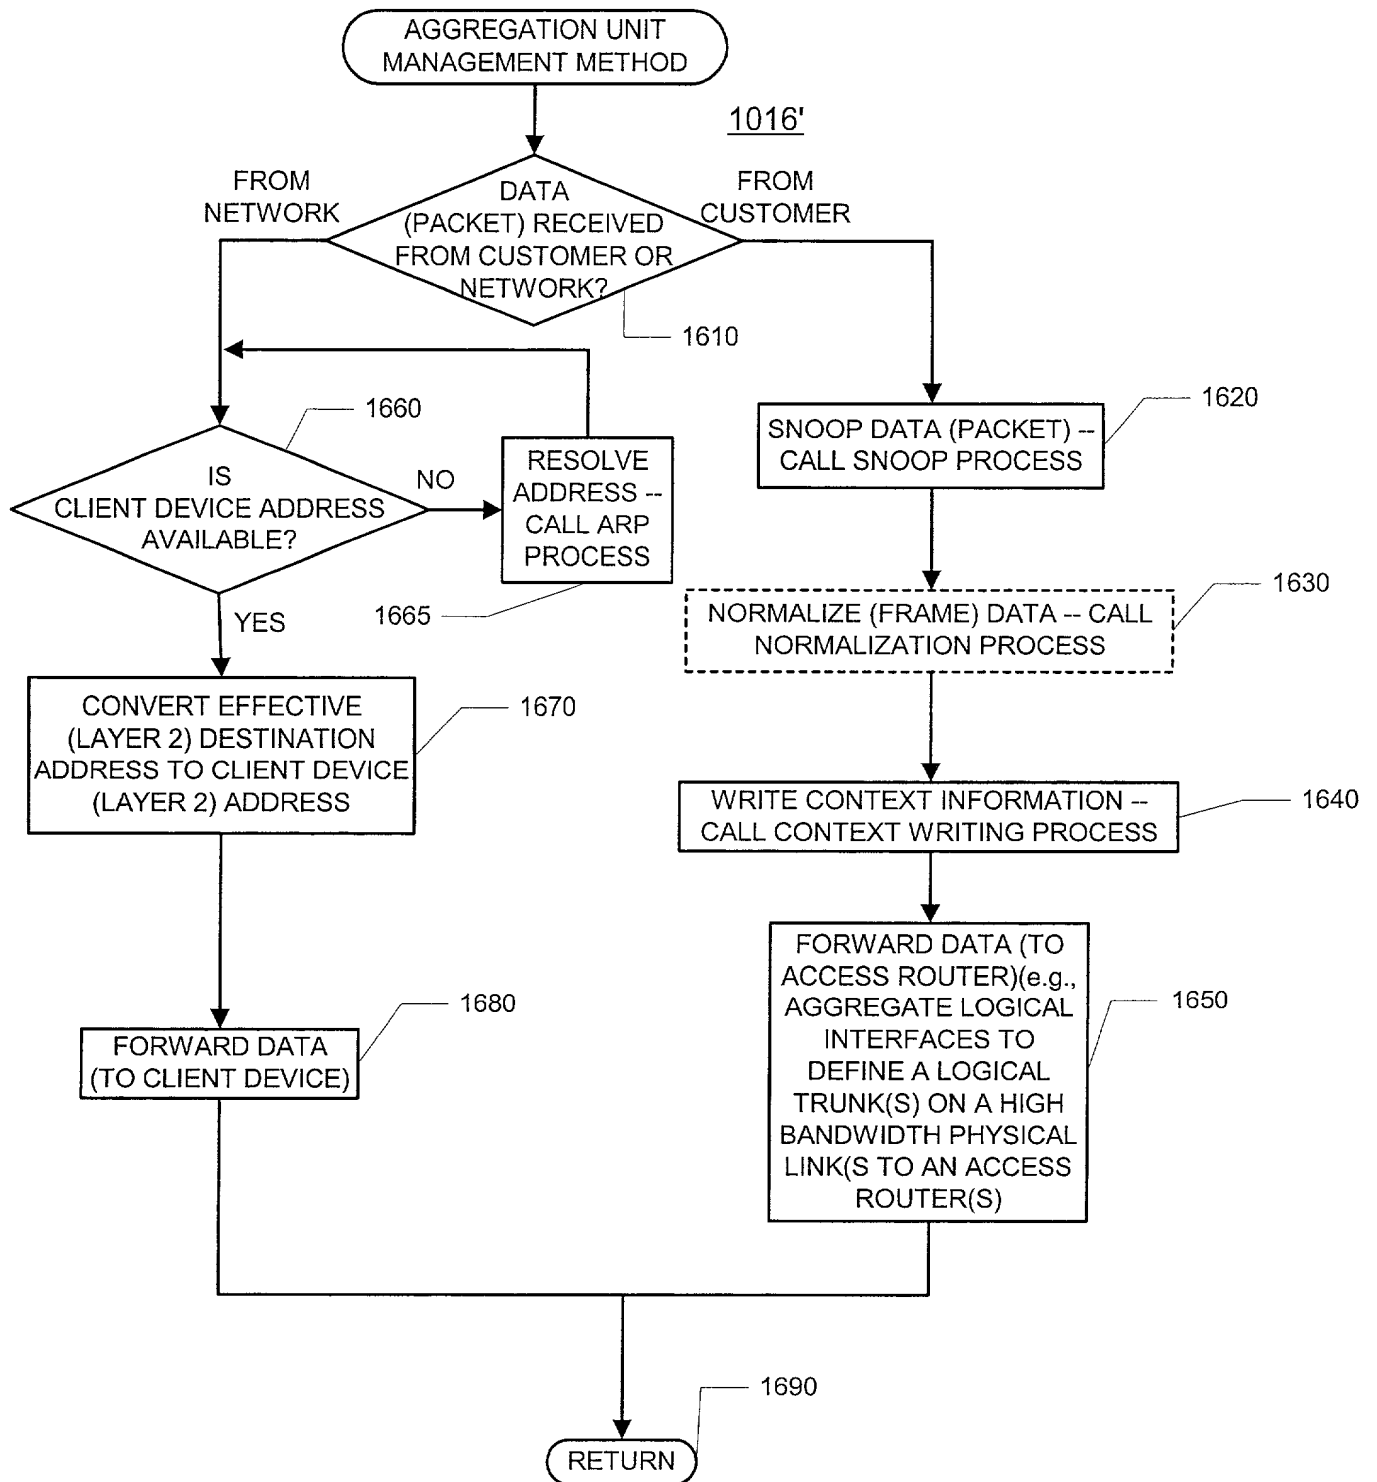 AGGREGATION UNIT
MANAGEMENT METHOD
1016'
FROM
NETWORK
DATA
(PACKET) RECEIVED
FROM CUSTOMER OR
NETWORK?
FROM
CUSTOMER
1610
1660
IS
CLIENT DEVICE ADDRESS
AVAILABLE?
NO
RESOLVE
ADDRESS --
CALL ARP
PROCESS
1665
YES
CONVERT EFFECTIVE
(LAYER 2) DESTINATION
ADDRESS TO CLIENT DEVICE
(LAYER 2) ADDRESS
1670
FORWARD DATA
(TO CLIENT DEVICE)
1680
SNOOP DATA (PACKET) --
CALL SNOOP PROCESS
1620
NORMALIZE (FRAME) DATA -- CALL
NORMALIZATION PROCESS
1630
WRITE CONTEXT INFORMATION --
CALL CONTEXT WRITING PROCESS
1640
FORWARD DATA (TO
ACCESS ROUTER)(e.g.,
AGGREGATE LOGICAL
INTERFACES TO
DEFINE A LOGICAL
TRUNK(S) ON A HIGH
BANDWIDTH PHYSICAL
LINK(S TO AN ACCESS
ROUTER(S)
1650
1690
RETURN